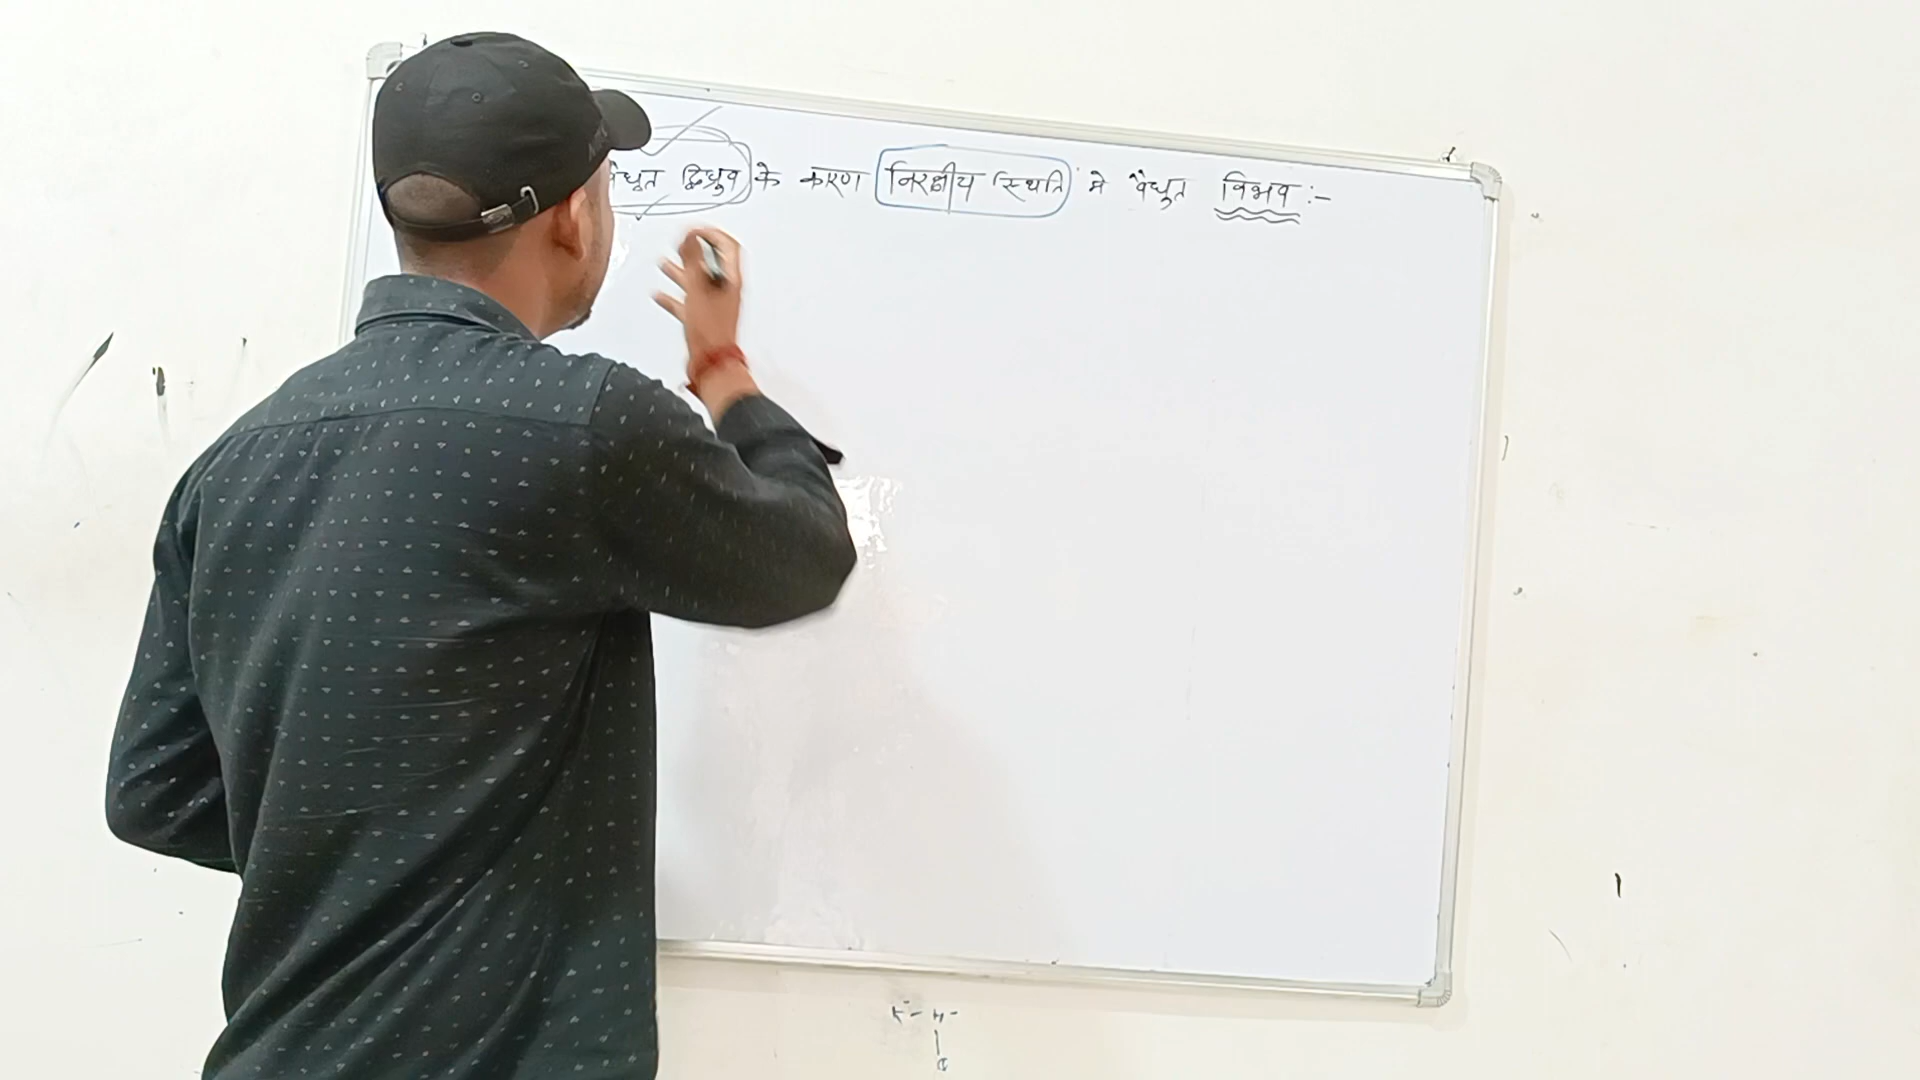 द्विध्रुव के कारण निरक्षीय स्थिति मे वैधुत विभव :-